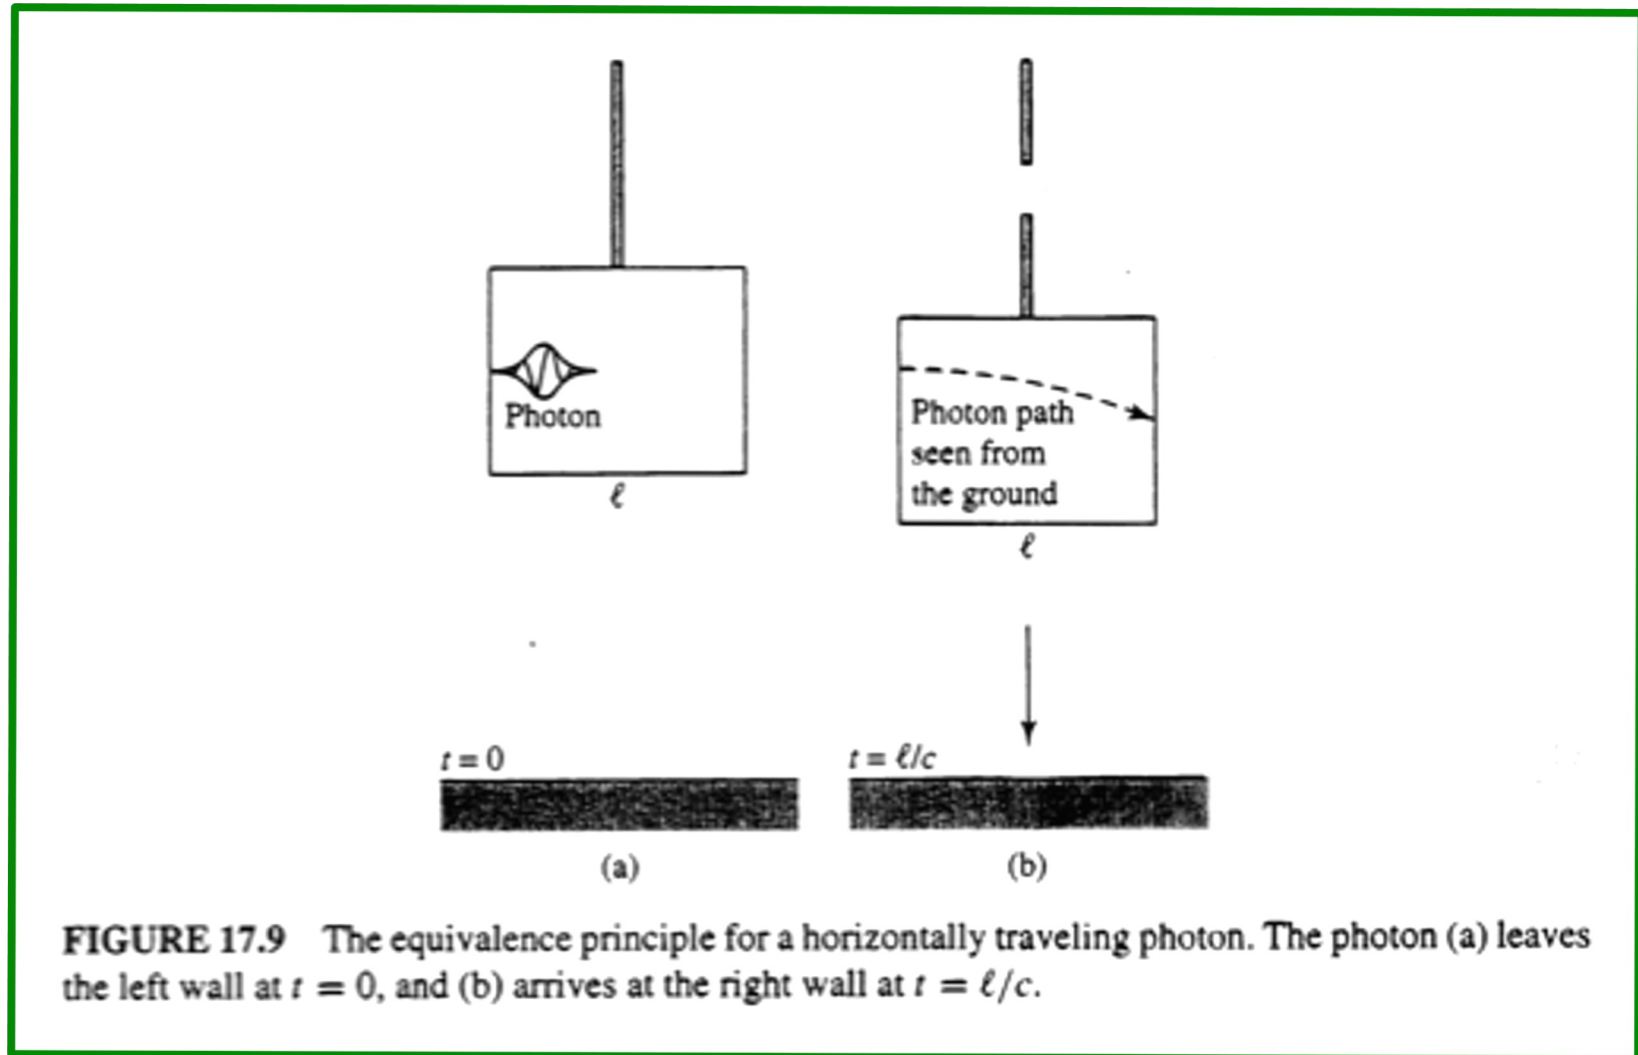 Photon
ℓ
Photon path
seen from
the ground
ℓ
t = 0
t = ℓ/c
(a)
(b)
FIGURE 17.9 The equivalence principle for a horizontally traveling photon. The photon (a) leaves
the left wall at t = 0, and (b) arrives at the right wall at t = ℓ/c.